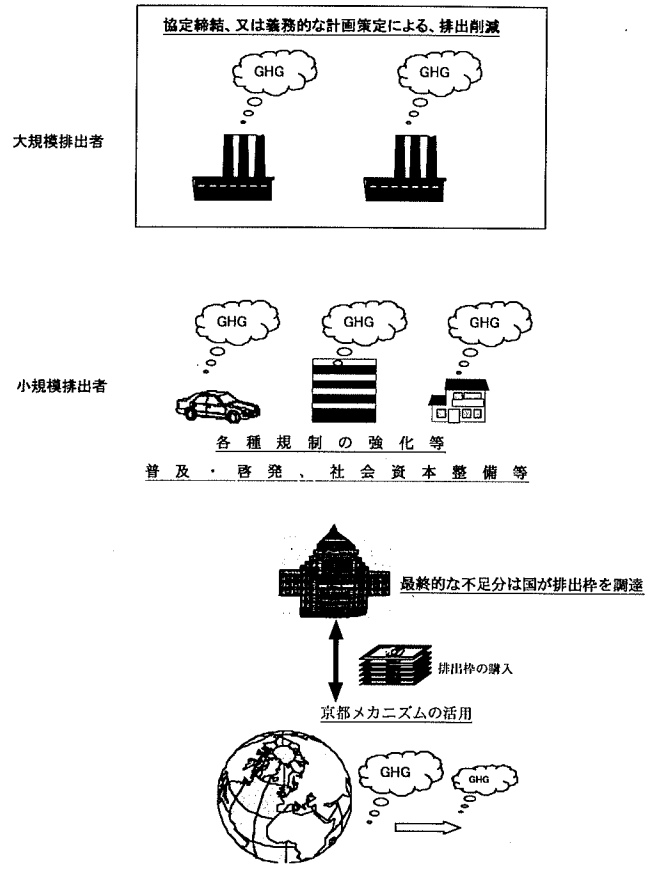 協定締結、又は義務的な計画策定による、排出削減
GHG
GHG
大規模排出者
GHG
GHG
GHG
小規模排出者
各種規制の強化等
普及・啓発、社会資本整備等
最終的な不足分は国が排出枠を調達
排出枠の購入
京都メカニズムの活用
GHG
GHG